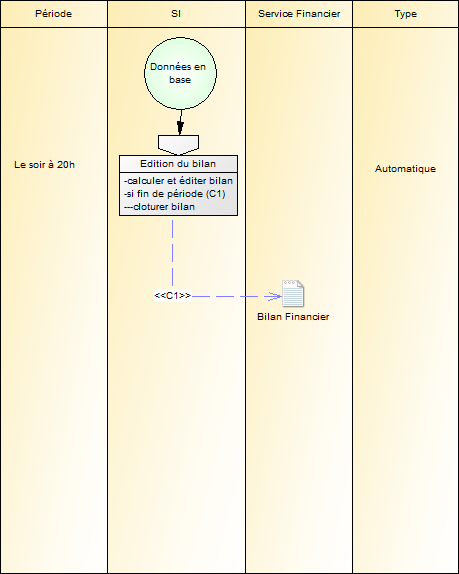 Période
SI
Service Financier
Type
Données en
base
Le soir à 20h
Edition du bilan
-calculer et éditer bilan
-si fin de période (C1)
---cloturer bilan
Automatique
<<C1>>
Bilan Financier